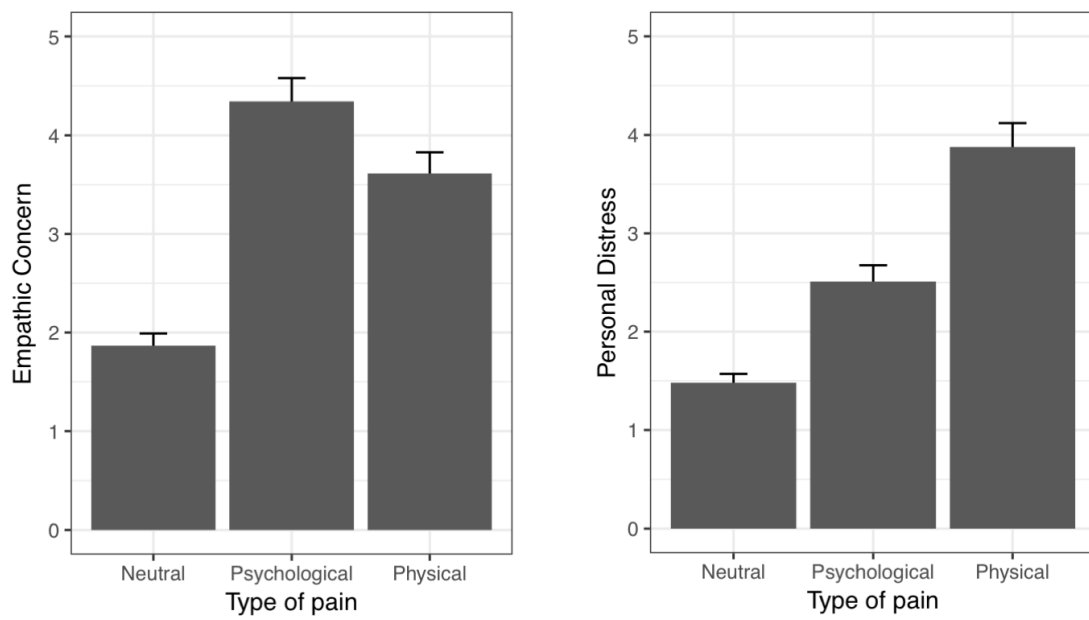 Empathic Concern
5
4
3
2
1
0
Neutral Psychological Physical
Type of pain
Personal Distress
5
4
3
2
1
0
Neutral Psychological Physical
Type of pain